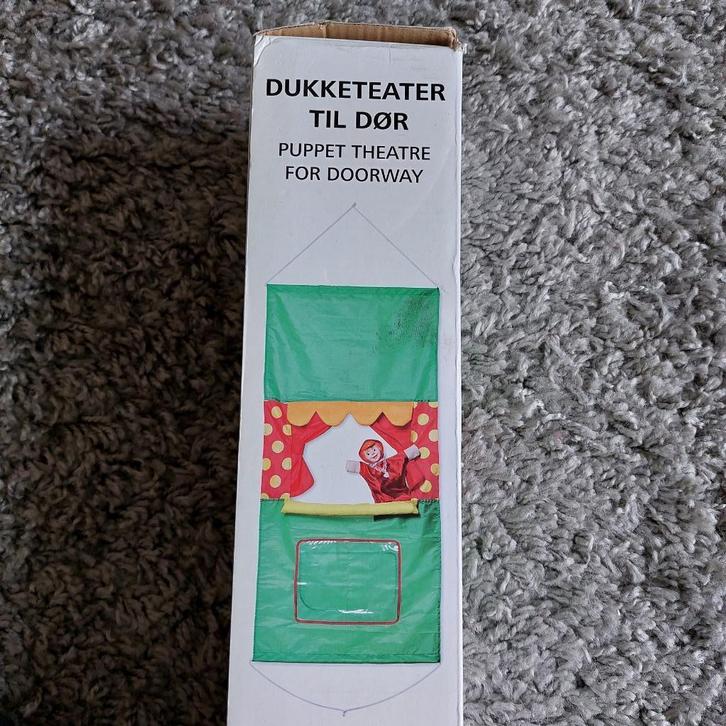 DUKKETEATER
TIL DØR
PUPPET THEATRE
FOR DOORWAY